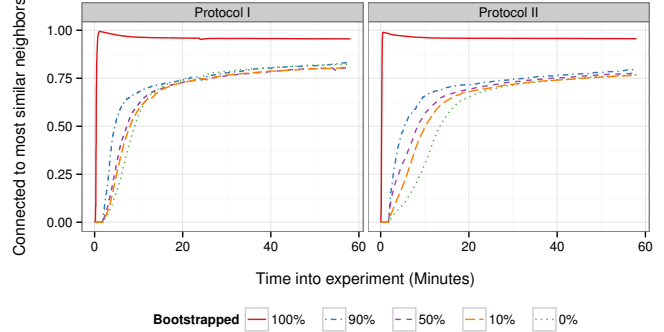 Protocol I
Protocol II
Connected to most similar neighbors
1.00
0.75
0.50
0.25
0.00
0
20
40
60
0
20
40
60
Time into experiment (Minutes)
Bootstrapped 100% 90% 50% 10% 0%